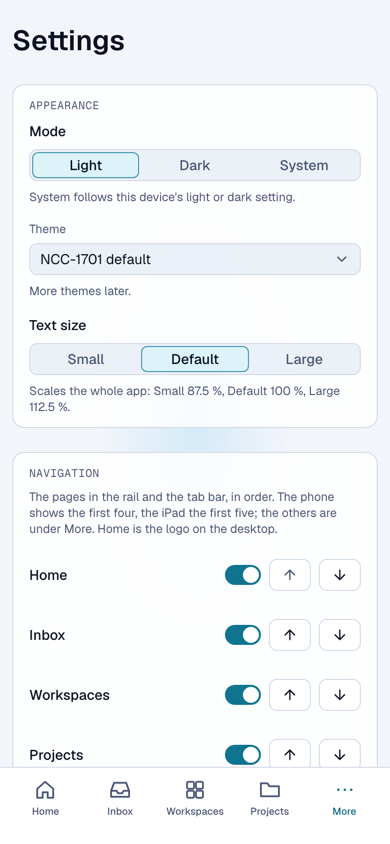 Settings
APPEARANCE
Mode
Light
Dark
System
System follows this device's light or dark setting.
Theme
NCC-1701 default
More themes later.
Text size
Small
Default
Large
Scales the whole app: Small 87.5 %, Default 100 %, Large
112.5 %.
NAVIGATION
The pages in the rail and the tab bar, in order. The phone
shows the first four, the iPad the first five; the others are
under More. Home is the logo on the desktop.
Home
Inbox
Workspaces
Projects
Home
Inbox
Workspaces
Projects
More